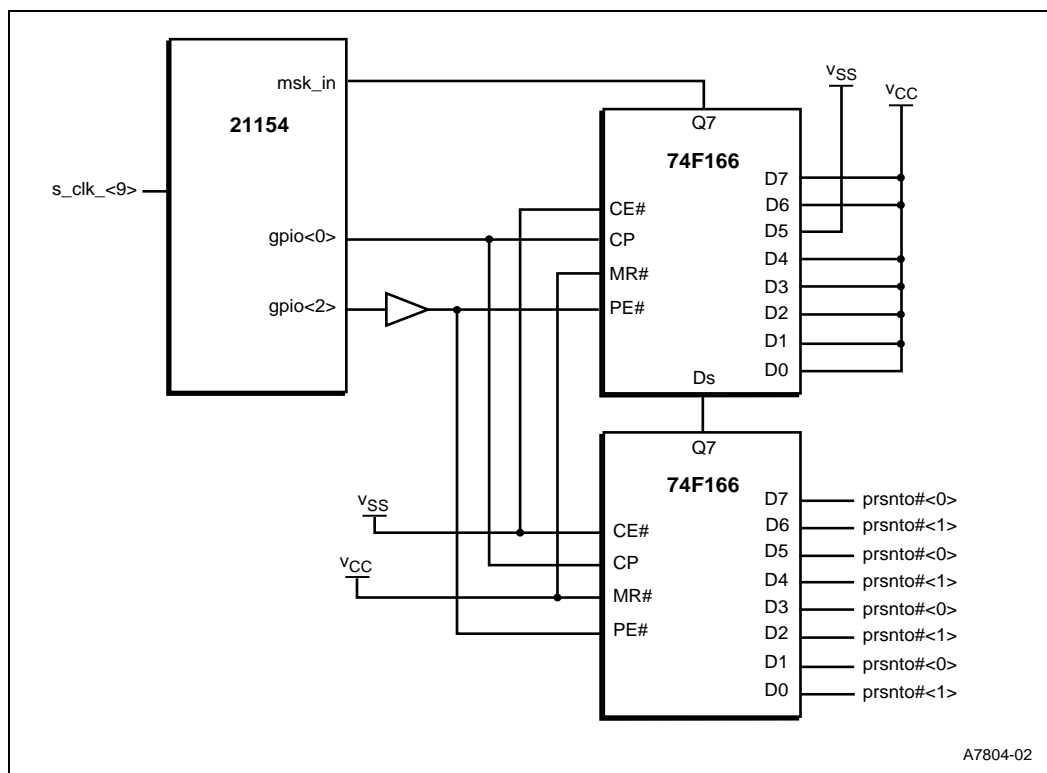 msk_in
21154
s_clk_<9>
gpio<0>
gpio<2>
vSS
vCC
Q7
74F166
D7
D6
D5
D4
D3
D2
D1
D0
CE#
CP
MR#
PE#
Ds
Q7
74F166
vSS
vCC
CE#
CP
MR#
PE#
D7 prsnto#<0>
D6 prsnto#<1>
D5 prsnto#<0>
D4 prsnto#<1>
D3 prsnto#<0>
D2 prsnto#<1>
D1 prsnto#<0>
D0 prsnto#<1>
A7804-02